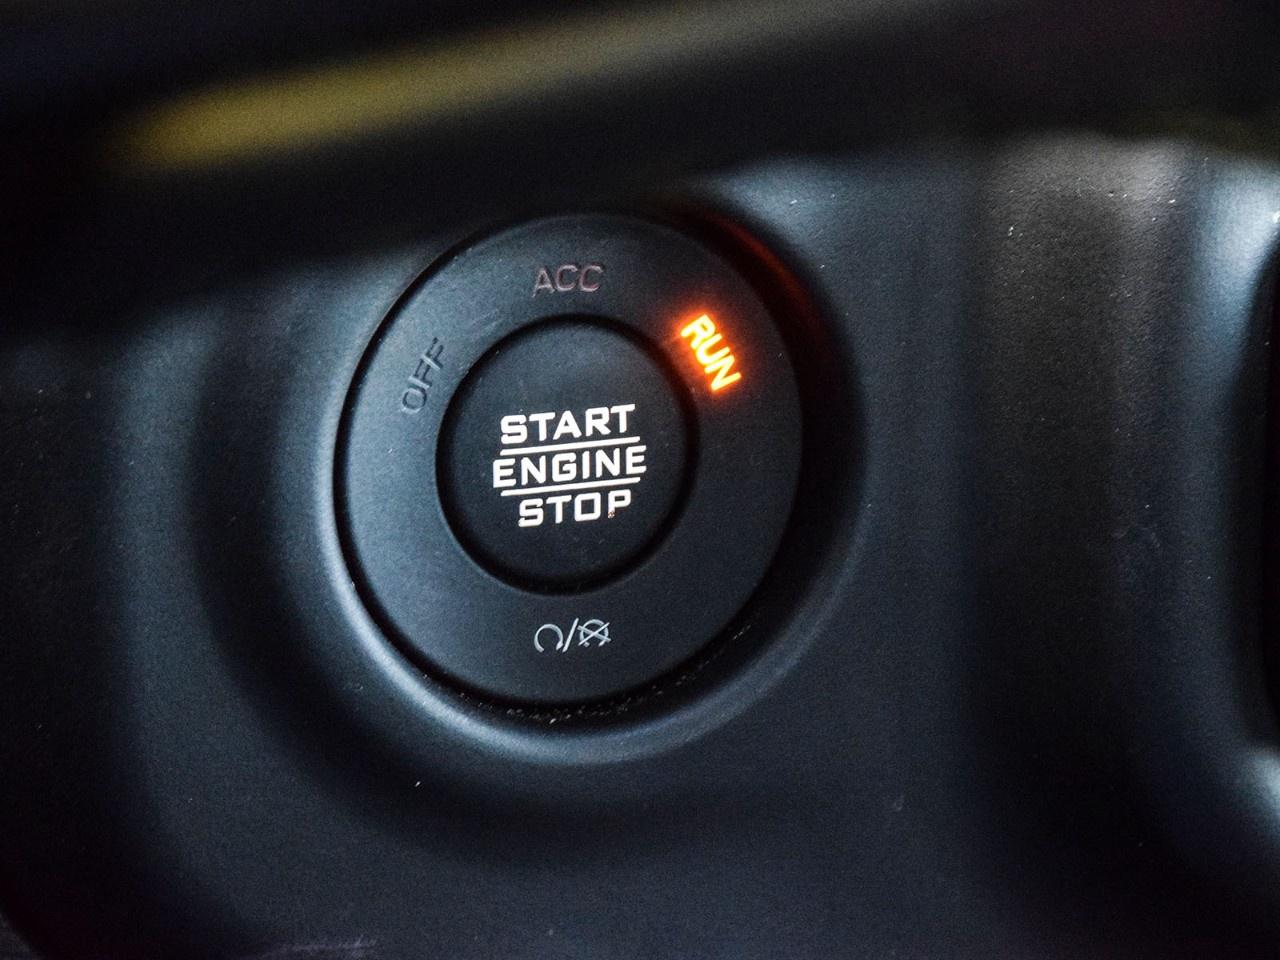 ACC
OFF
RUN
START
ENGINE
STOP